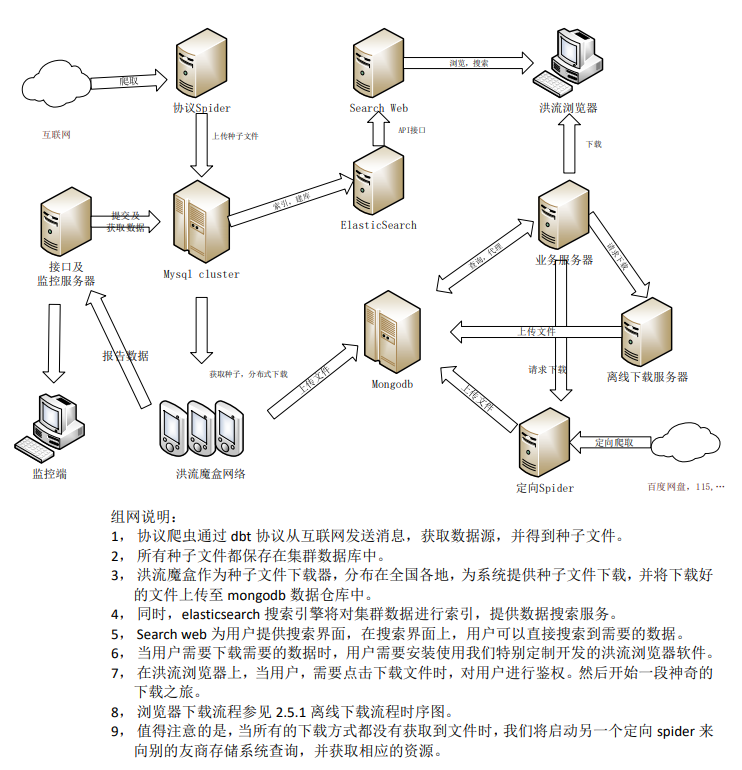 爬取
协议Spider
浏览,搜索
Search Web
洪流浏览器
互联网
上传种子文件
API接口
下载
索引,建库
ElasticSearch
提交及
获取数据
接口及
监控服务器
Mysql cluster
查询,代理
业务服务器
请求下载
上传文件
报告数据
获取种子,分布式下载
上传文件
Mongodb
请求下载
离线下载服务器
上传文件
定向爬取
监控端
洪流魔盒网络
定向Spider
百度网盘,115,…
组网说明:
1, 协议爬虫通过 dbt 协议从互联网发送消息,获取数据源,并得到种子文件。
2, 所有种子文件都保存在集群数据库中。
3, 洪流魔盒作为种子文件下载器,分布在全国各地,为系统提供种子文件下载,并将下载好
的文件上传至 mongodb 数据仓库中。
4, 同时,elasticsearch 搜索引擎将对集群数据进行索引,提供数据搜索服务。
5, Search web 为用户提供搜索界面,在搜索界面上,用户可以直接搜索到需要的数据。
6, 当用户需要下载需要的数据时,用户需要安装使用我们特别定制开发的洪流浏览器软件。
7, 在洪流浏览器上,当用户,需要点击下载文件时,对用户进行鉴权。然后开始一段神奇的
下载之旅。
8, 浏览器下载流程参见 2.5.1 离线下载流程时序图。
9, 值得注意的是,当所有的下载方式都没有获取到文件时,我们将启动另一个定向 spider 来
向别的友商存储系统查询,并获取相应的资源。